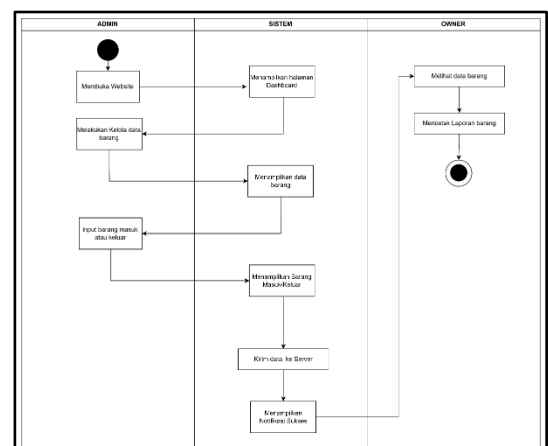 ADMIN
SISTEM
OWNER
Membuka Website
Menampilkan halaman
Dashboard
Melakukan Kelola data
barang
Menampilkan data
barang
Input barang masuk
atau keluar
Menampilkan Barang
Masuk-Keluar
Kirim data ke Server
Menampilkan
Notifikasi Sukses
Melihat data barang
Mencetak Laporan barang